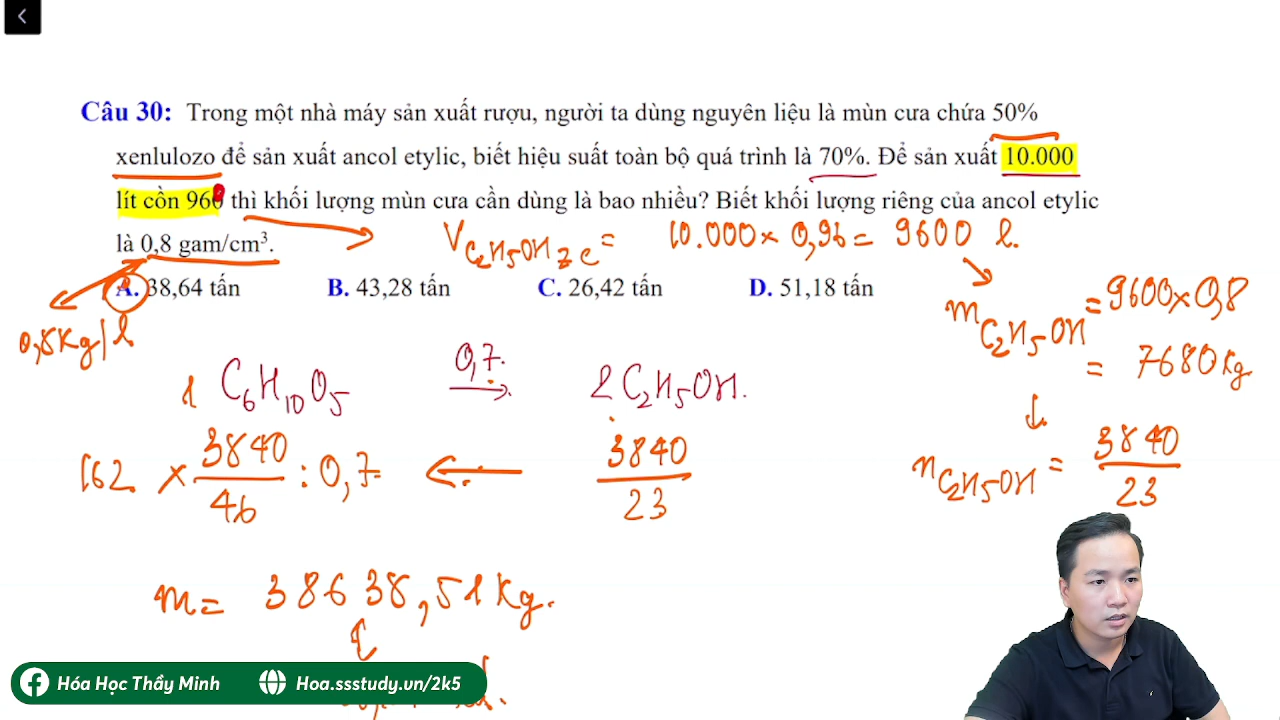 Câu 30: Trong một nhà máy sản xuất rượu, người ta dùng nguyên liệu là mùn cưa chứa 50%
xenlulozo để sản xuất ancol etylic, biết hiệu suất toàn bộ quá trình là 70%. Để sản xuất 10.000
lít cồn 96⁰ thì khối lượng mùn cưa cần dùng là bao nhiều? Biết khối lượng riêng của ancol etylic
là 0,8 gam/cm³.
A. 38,64 tấn B. 43,28 tấn C. 26,42 tấn D. 51,18 tấn
V C₂H₅OH = 10.000 × 0,96 = 9600 l.
0,8 Kg/l
m C₂H₅OH = 9600 × 0,8
= 7680 Kg
n C₂H₅OH = 3840/23
1 C₆H₁₀O₅ 0,7 → 2 C₂H₅OH.
162 × 3840/46 : 0,7 ← 3840/23
m = 38638,51 Kg.
Hóa Học Thầy Minh Hoa.ssstudy.vn/2k5